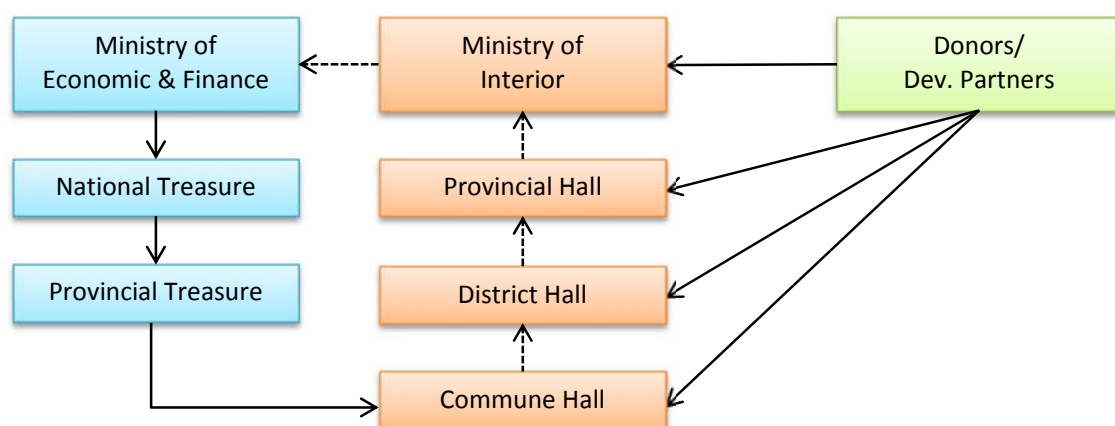 Ministry of
Economic & Finance
Ministry of
Interior
Donors/
Dev. Partners
National Treasure
Provincial Hall
Provincial Treasure
District Hall
Commune Hall